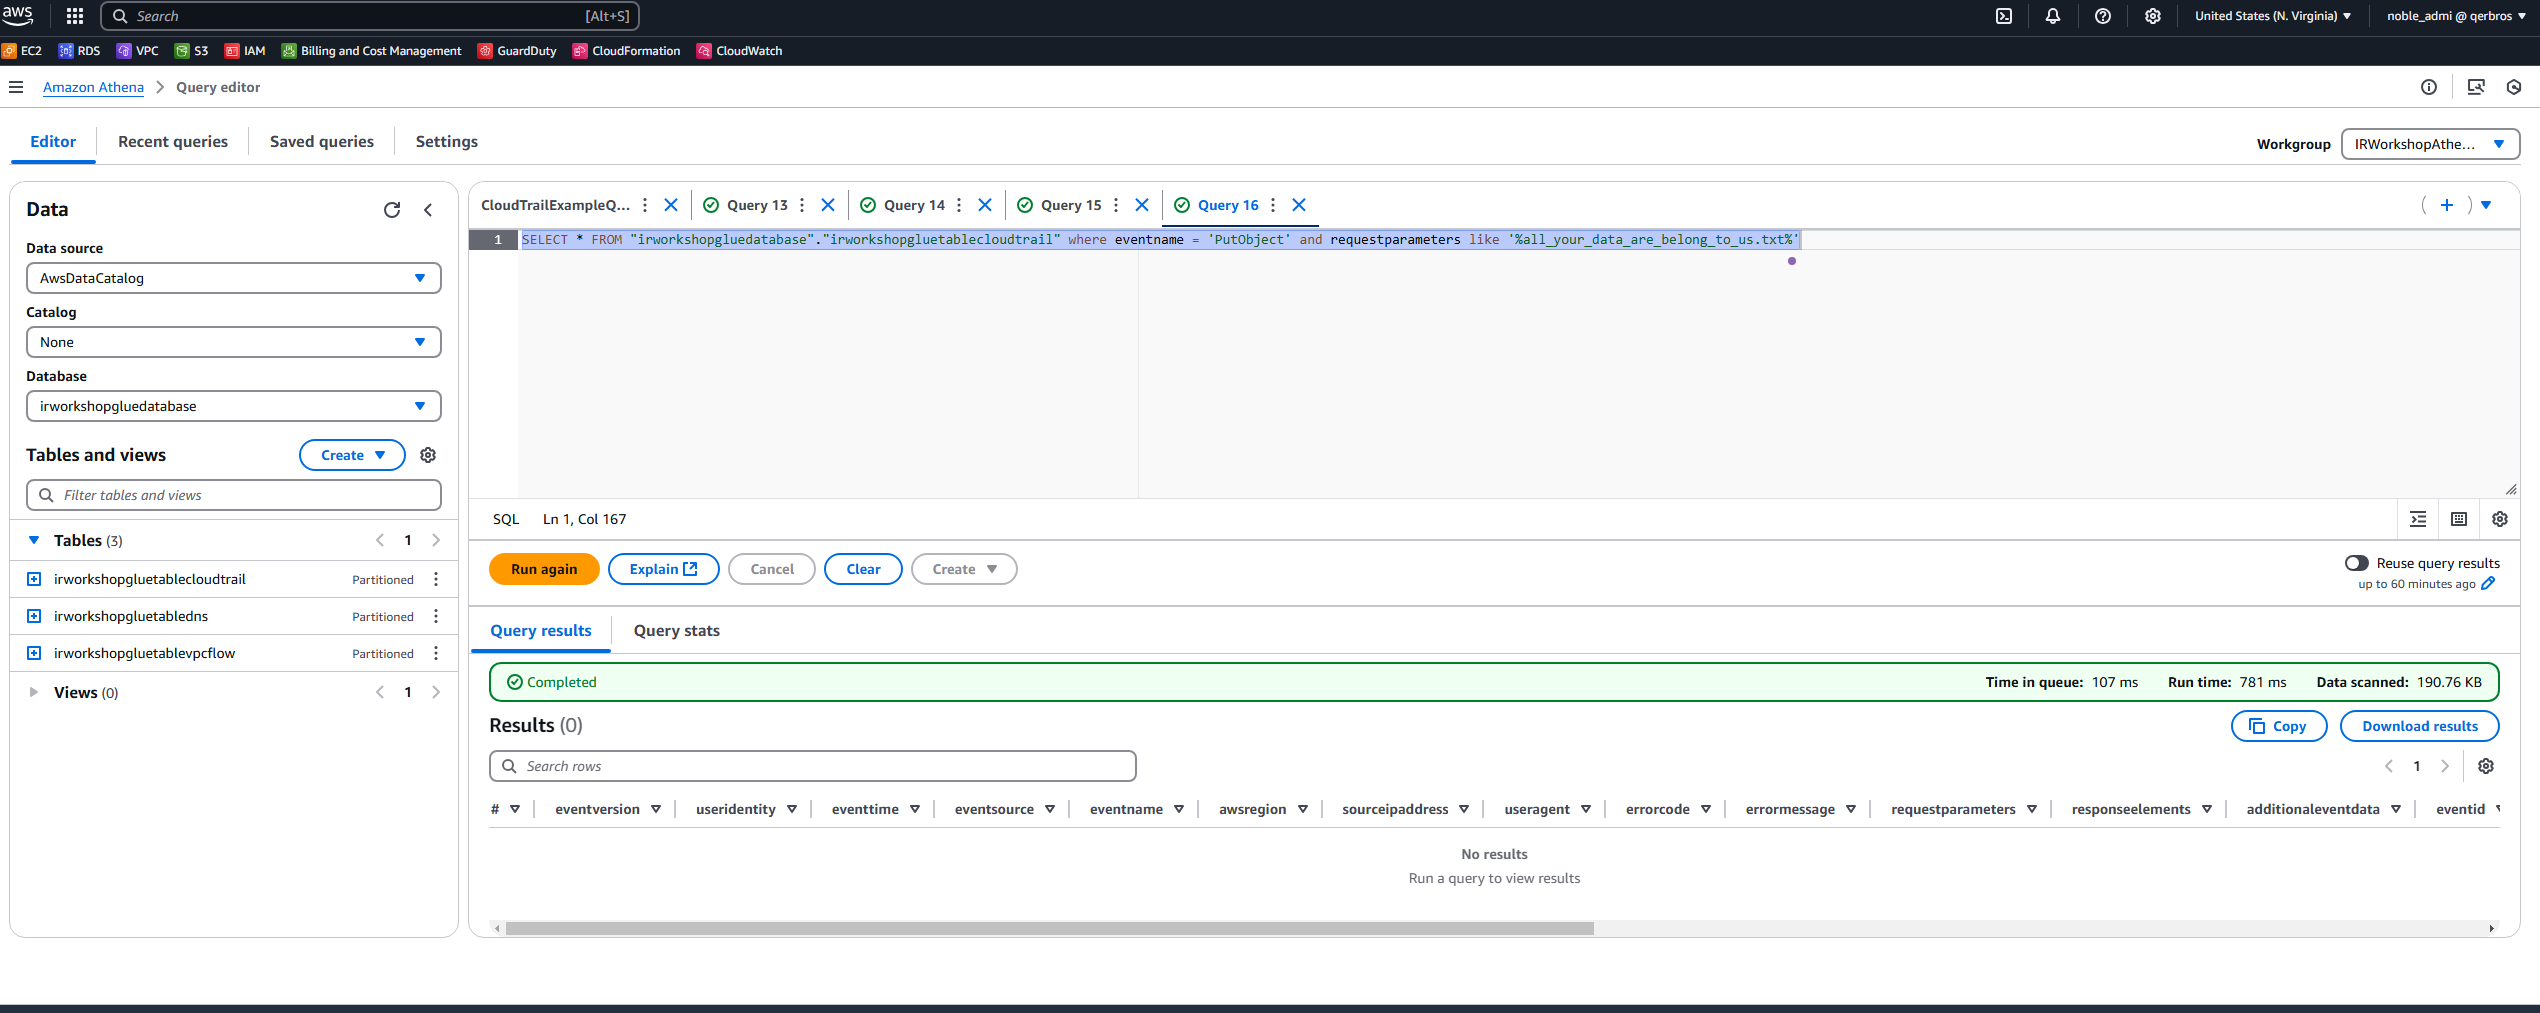 aws
Search
[Alt+S]
United States (N. Virginia)
noble_admi @ qerbros
EC2
RDS
VPC
S3
IAM
Billing and Cost Management
GuardDuty
CloudFormation
CloudWatch
Amazon Athena
Query editor
Editor
Recent queries
Saved queries
Settings
Workgroup
IRWorkshopAthe...
Data
Data source
AwsDataCatalog
Catalog
None
Database
irworkshopgluedatabase
Tables and views
Create
Filter tables and views
Tables (3)
1
irworkshopgluetablecloudtrail
Partitioned
irworkshopgluetabledns
Partitioned
irworkshopgluetablevpcflow
Partitioned
Views (0)
1
CloudTrailExampleQ...
Query 13
Query 14
Query 15
Query 16
1
SELECT * FROM "irworkshopgluedatabase"."irworkshopgluetablecloudtrail" where eventname = 'PutObject' and requestparameters like '%all_your_data_are_belong_to_us.txt%'
SQL
Ln 1, Col 167
Run again
Explain
Cancel
Clear
Create
Reuse query results
up to 60 minutes ago
Query results
Query stats
Completed
Time in queue: 107 ms
Run time: 781 ms
Data scanned: 190.76 KB
Results (0)
Copy
Download results
Search rows
1
#
eventversion
useridentity
eventtime
eventsource
eventname
awsregion
sourceipaddress
useragent
errorcode
errormessage
requestparameters
responseelements
additionaleventdata
eventid
No results
Run a query to view results